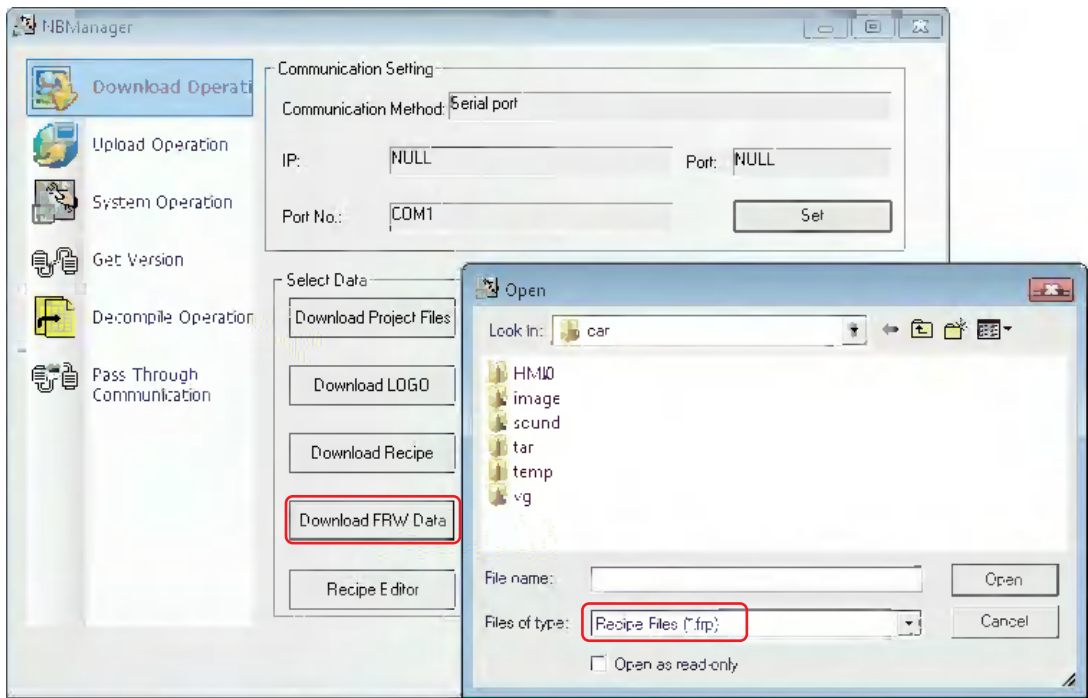 NBManager
Download Operati
Upload Operation
System Operation
Get Version
Decompile Operation
Pass Through
Communication
Communication Setting
Communication Method: Serial port
IP: NULL Port: NULL
Port No.: COM1 Set
Select Data
Download Project Files
Download LOGO
Download Recipe
Download FRW Data
Recipe Editor
Open
Look in: car
HMI0
image
sound
tar
temp
vg
File name: Open
Files of type: Recipe Files (*.frp) Cancel
Open as read-only